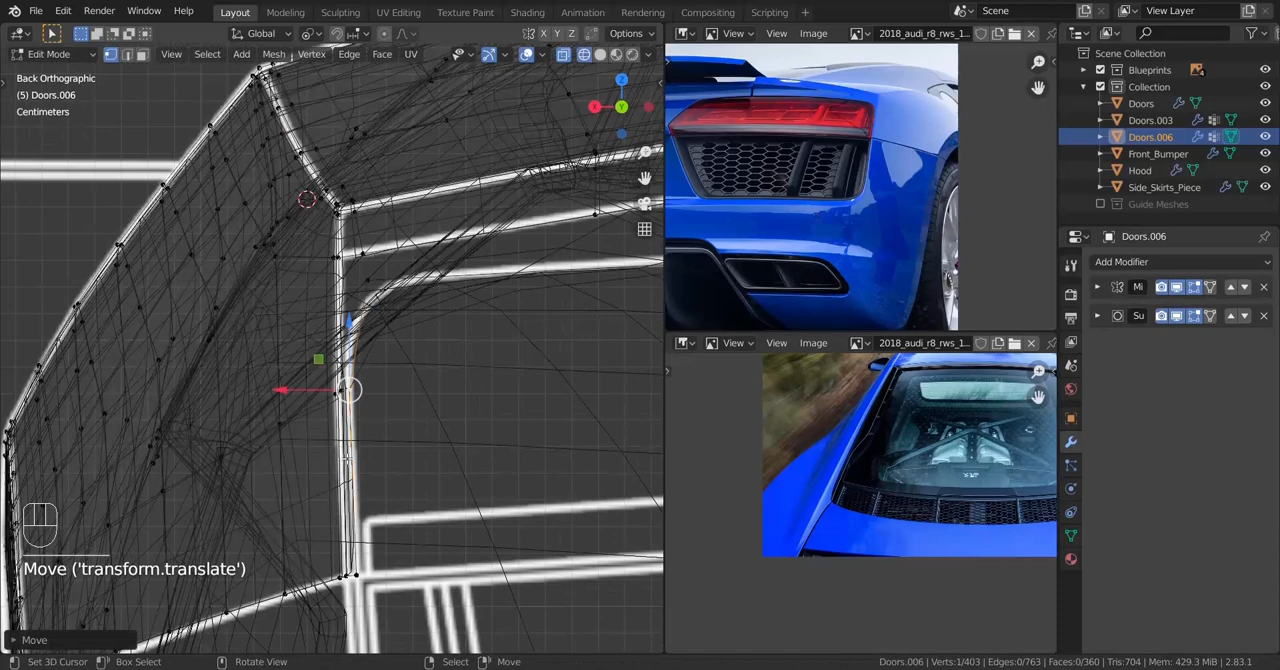 File Edit Render Window Help
Layout Modeling Sculpting UV Editing Texture Paint Shading Animation Rendering Compositing Scripting +
Scene
View Layer
Global
X Y Z
Options
Edit Mode
View Select Add Mesh Vertex Edge Face UV
Back Orthographic
(5) Doors.006
Centimeters
Z
X
Y
Move ('transform.translate')
Move
View View Image 2018_audi_r8_rws_1...
View View Image 2018_audi_r8_rws_1...
Scene Collection
Blueprints
4
Collection
Doors
Doors.003
Doors.006
Front_Bumper
Hood
Side_Skirts_Piece
Guide Meshes
Doors.006
Add Modifier
Mi
Su
Set 3D Cursor Box Select Rotate View Select Move
Doors.006 | Verts:1/403 | Edges:0/763 | Faces:0/360 | Tris:704 | Mem: 429.3 MiB | 2.83.1